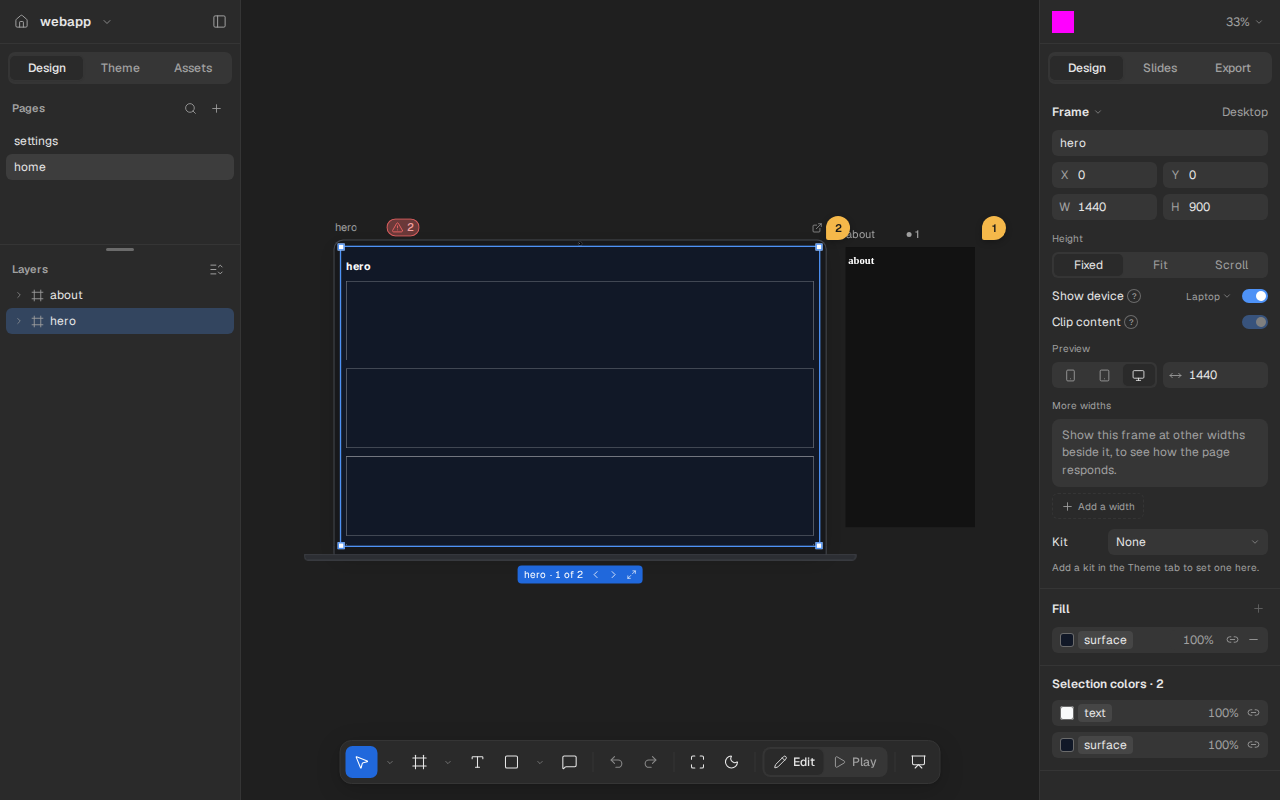 webapp
Design
Theme
Assets
Pages
settings
home
Layers
about
hero
hero
2
2
about
1
1
hero
about
hero · 1 of 2
Edit
Play
33%
Design
Slides
Export
Frame
Desktop
hero
X 0
Y 0
W 1440
H 900
Height
Fixed
Fit
Scroll
Show device ?
Laptop
Clip content ?
Preview
1440
More widths
Show this frame at other widths
beside it, to see how the page
responds.
Add a width
Kit
None
Add a kit in the Theme tab to set one here.
Fill
surface
100%
Selection colors · 2
text
100%
surface
100%